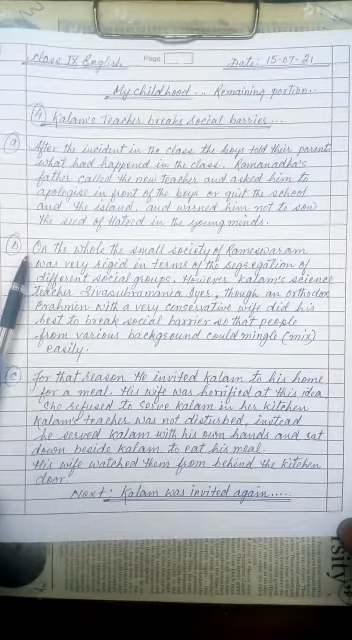 Class IX English
Page
Date: 15-07-21
My childhood ... Remaining portion...
(4) Kalam's Teacher breaks Social barrier....
(a) After the incident in the class the boys told their parents
what had happened in the class. Ramanadha's
father called the new teacher and asked him to
apologise in front of the boys or quit the school
and the island, and warned him not to sow
the seed of Hatred in the young minds.
(b) On the whole the small society of Rameswaram
was very rigid in terms of the segregation of
different social groups. However Kalam's science
teacher Sivasubramania Iyer, though an orthodox
Brahmen with a very conservative wife did his
best to break social barrier so that people
from various background could mingle (mix)
easily.
(c) For that reason He invited Kalam to his home
for a meal. His wife was horrified at this idea
She refused to serve Kalam in her kitchen
Kalam's teacher was not disturbed, instead
he served Kalam with his own hands and sat
down beside Kalam to eat his meal.
His wife watched them from behind the kitchen
door.
Next: Kalam was invited again.....